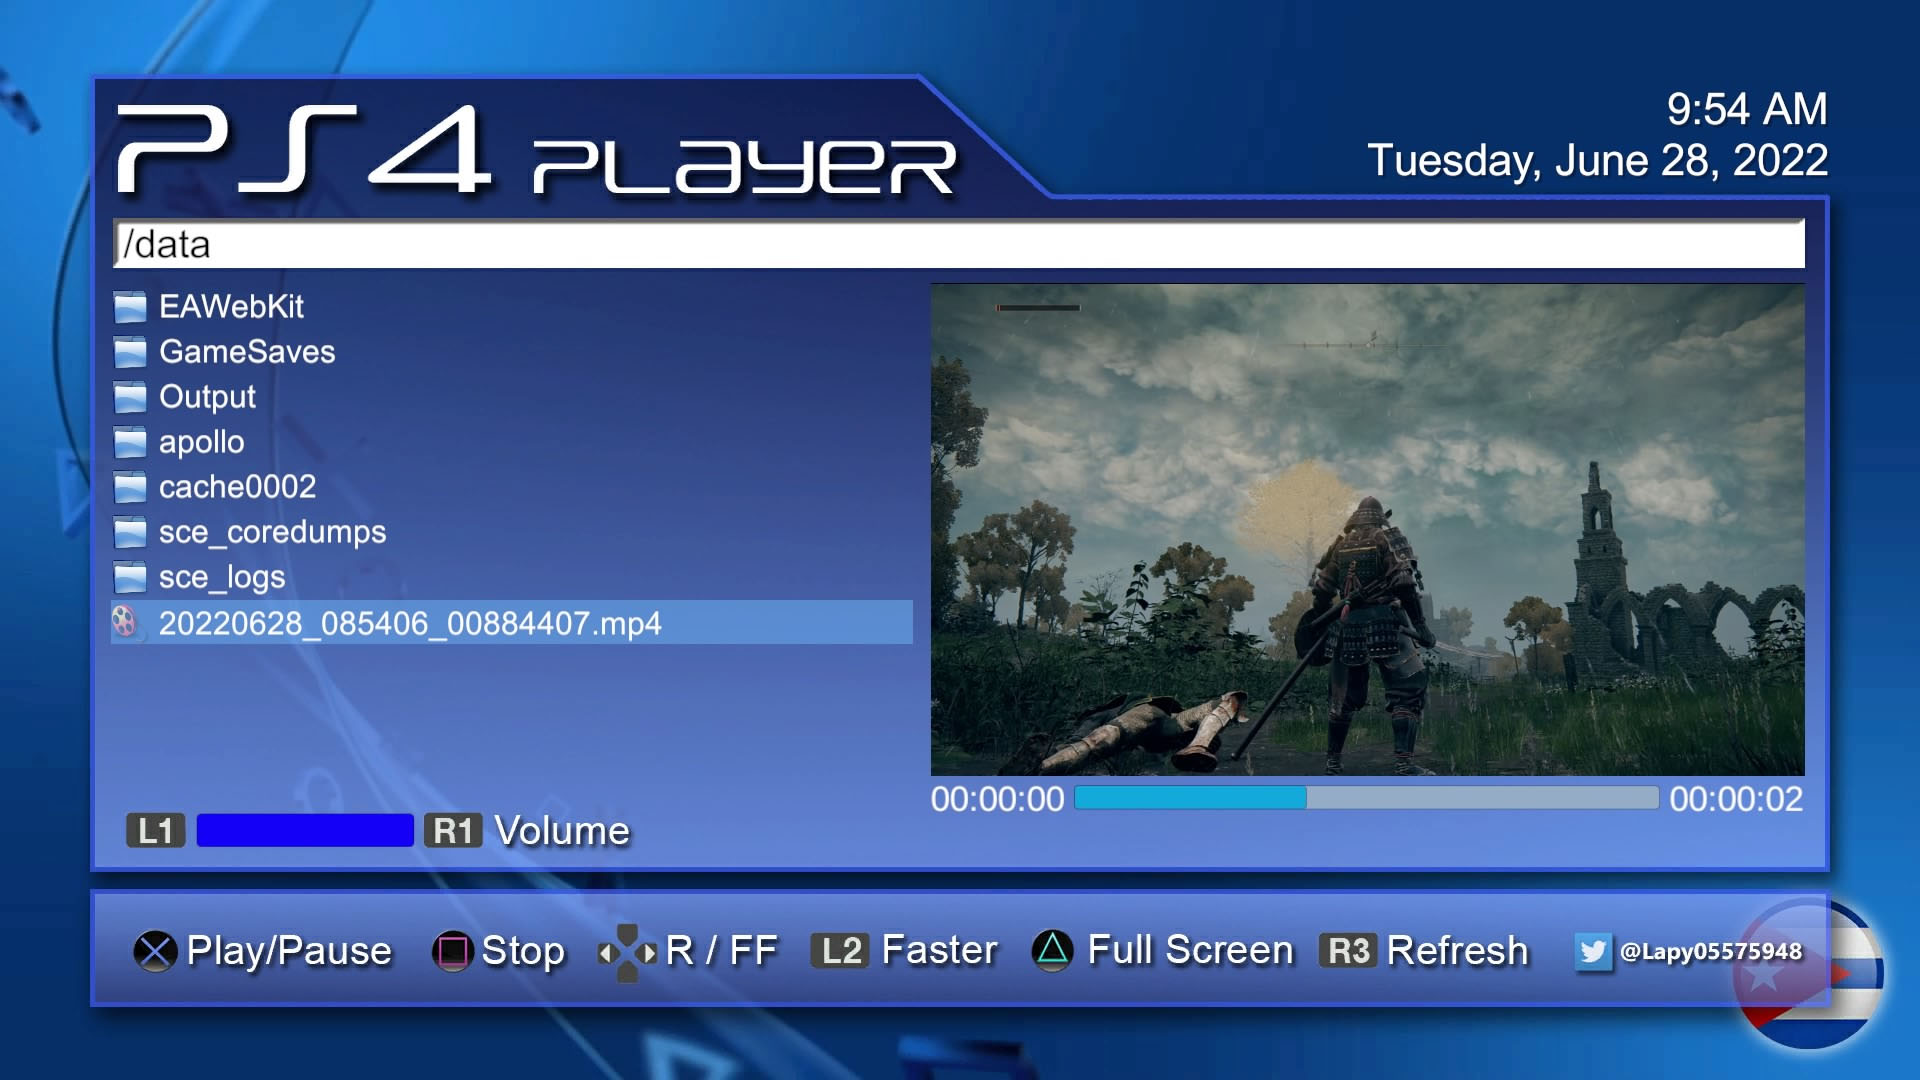 PS4 PLAYER
9:54 AM
Tuesday, June 28, 2022
/data
EAWebKit
GameSaves
Output
apollo
cache0002
sce_coredumps
sce_logs
20220628_085406_00884407.mp4
00:00:00 00:00:02
L1 R1 Volume
Play/Pause Stop R / FF L2 Faster Full Screen R3 Refresh @Lapy05575948